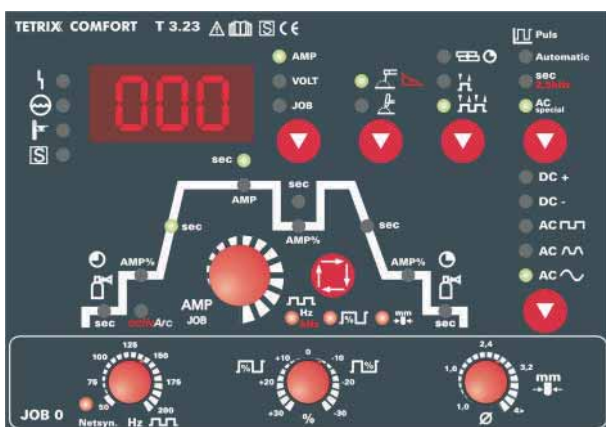 TETRIX COMFORT T 3.23 S CE
Puls
AMP
Automatic
VOLT
sec
2,5kHz
JOB
AC
special
000
S
sec
sec
AMP
sec
AMP%
sec
AMP%
AMP%
sec
Arc
AMP
JOB
Hz
kHz
mm
sec
DC +
DC -
AC
AC
AC
JOB 0
Netsyn.
50
75
100
125
150
175
200
Hz
+30
+20
+10
0
-10
-20
-30
%
1,0
1,6
2,4
3,2
4>
Ø
mm